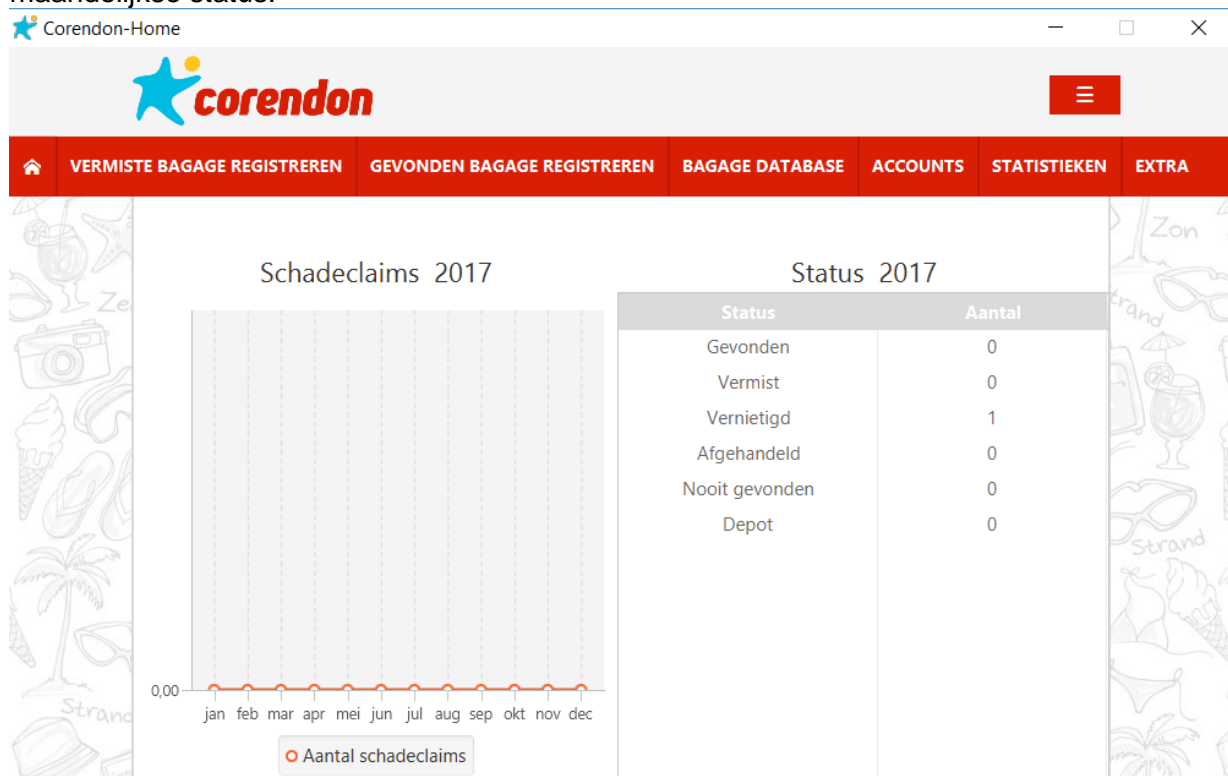 maandelijkse status.
Corendon-Home
corendon
VERMISTE BAGAGE REGISTREREN GEVONDEN BAGAGE REGISTREREN BAGAGE DATABASE ACCOUNTS STATISTIEKEN EXTRA
Schadeclaims 2017
0,00
jan feb mar apr mei jun jul aug sep okt nov dec
Aantal schadeclaims
Status 2017
Status Aantal
Gevonden 0
Vermist 0
Vernietigd 1
Afgehandeld 0
Nooit gevonden 0
Depot 0
Zon
Strand
Strand